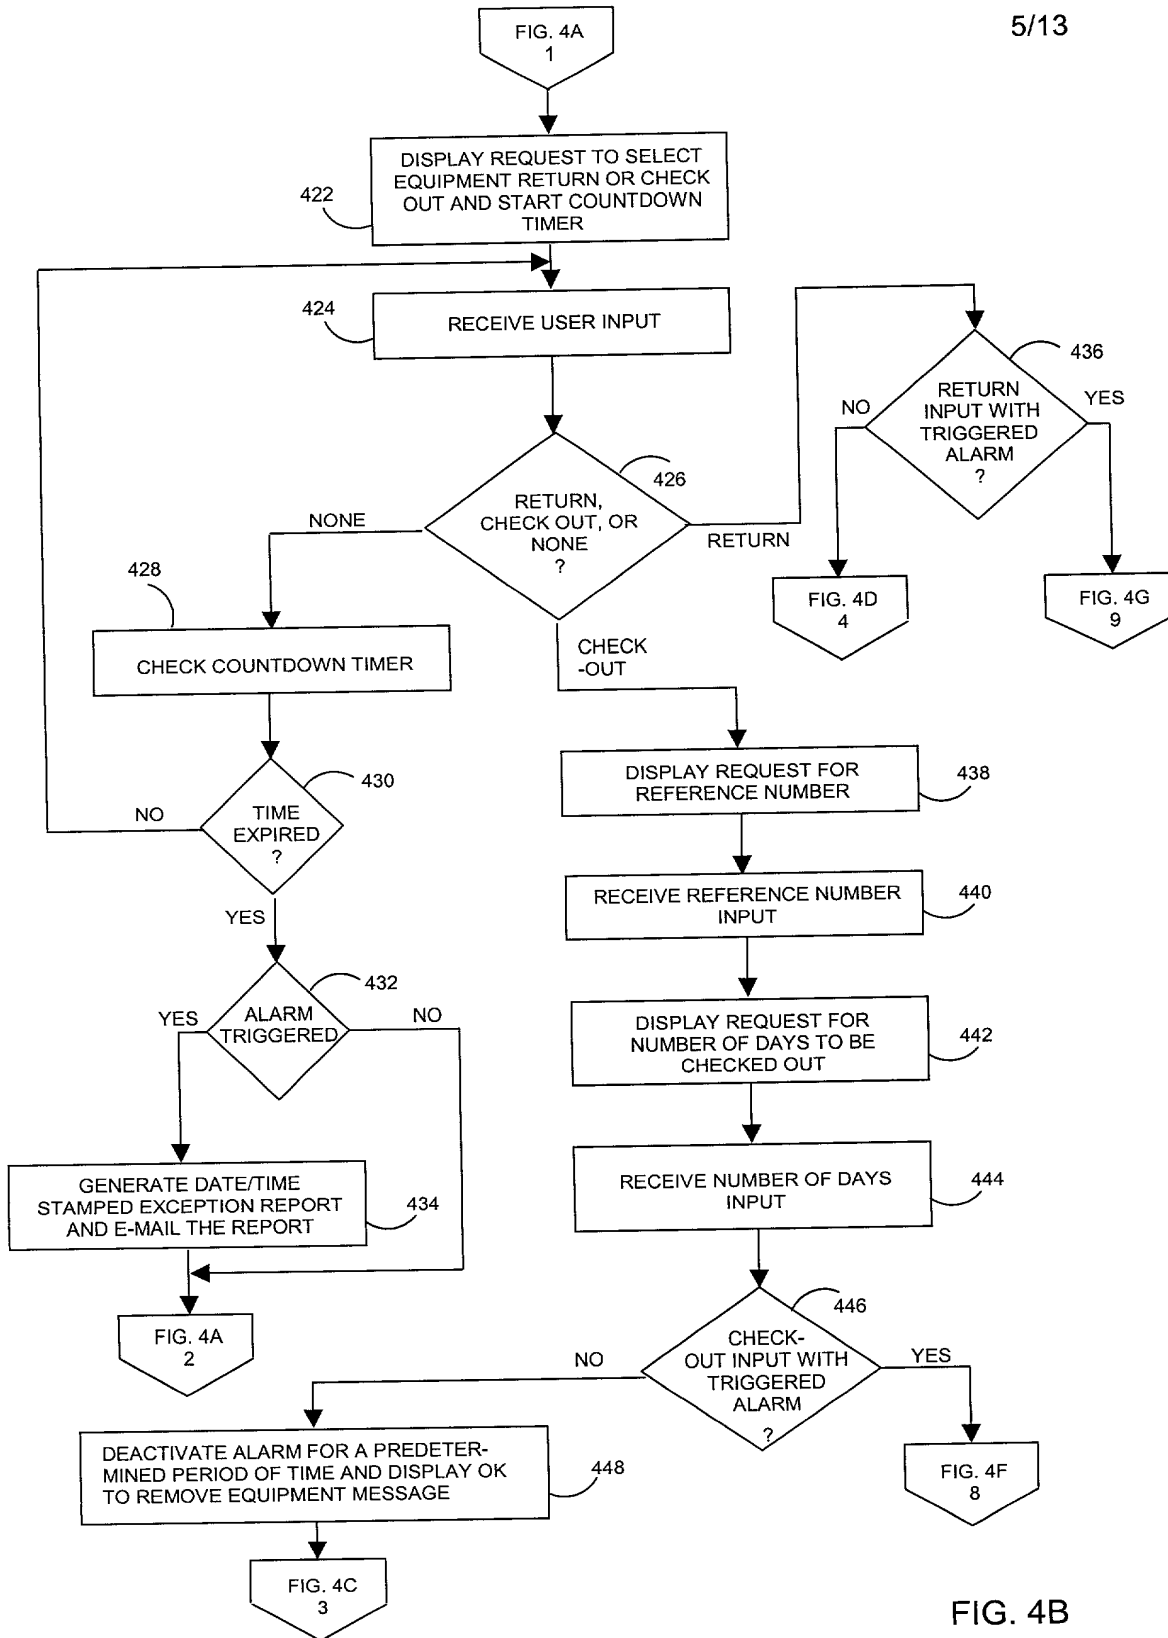 5/13
FIG. 4A
1
DISPLAY REQUEST TO SELECT
EQUIPMENT RETURN OR CHECK
OUT AND START COUNTDOWN
TIMER
422
424
RECEIVE USER INPUT
436
RETURN
INPUT WITH
TRIGGERED
ALARM
?
NO
YES
426
RETURN,
CHECK OUT, OR
NONE
?
NONE
RETURN
428
FIG. 4D
4
FIG. 4G
9
CHECK
-OUT
CHECK COUNTDOWN TIMER
430
TIME
EXPIRED
?
NO
YES
DISPLAY REQUEST FOR
REFERENCE NUMBER
438
RECEIVE REFERENCE NUMBER
INPUT
440
432
ALARM
TRIGGERED
YES
NO
DISPLAY REQUEST FOR
NUMBER OF DAYS TO BE
CHECKED OUT
442
GENERATE DATE/TIME
STAMPED EXCEPTION REPORT
AND E-MAIL THE REPORT
434
RECEIVE NUMBER OF DAYS
INPUT
444
FIG. 4A
2
446
CHECK-
OUT INPUT WITH
TRIGGERED
ALARM
?
NO
YES
DEACTIVATE ALARM FOR A PREDETER-
MINED PERIOD OF TIME AND DISPLAY OK
TO REMOVE EQUIPMENT MESSAGE
448
FIG. 4F
8
FIG. 4C
3
FIG. 4B